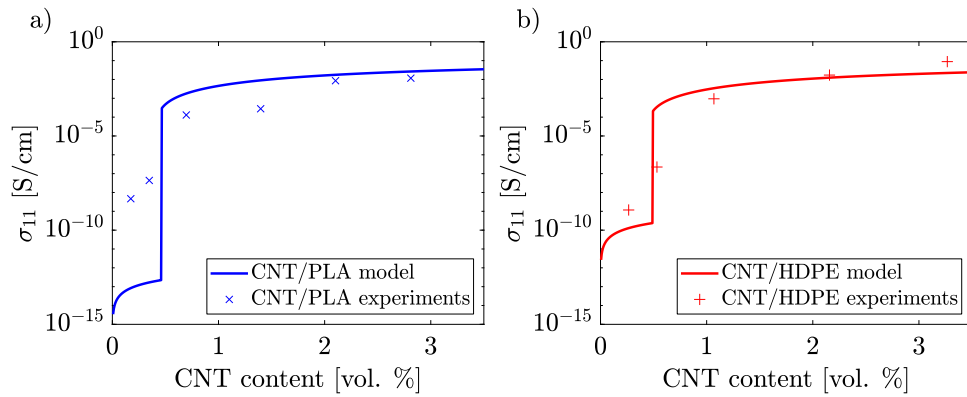 a)
10^0
10^-5
10^-10
10^-15
σ11 [S/cm]
0 1 2 3
CNT content [vol. %]
CNT/PLA model
CNT/PLA experiments
b)
10^0
10^-5
10^-10
10^-15
σ11 [S/cm]
0 1 2 3
CNT content [vol. %]
CNT/HDPE model
CNT/HDPE experiments